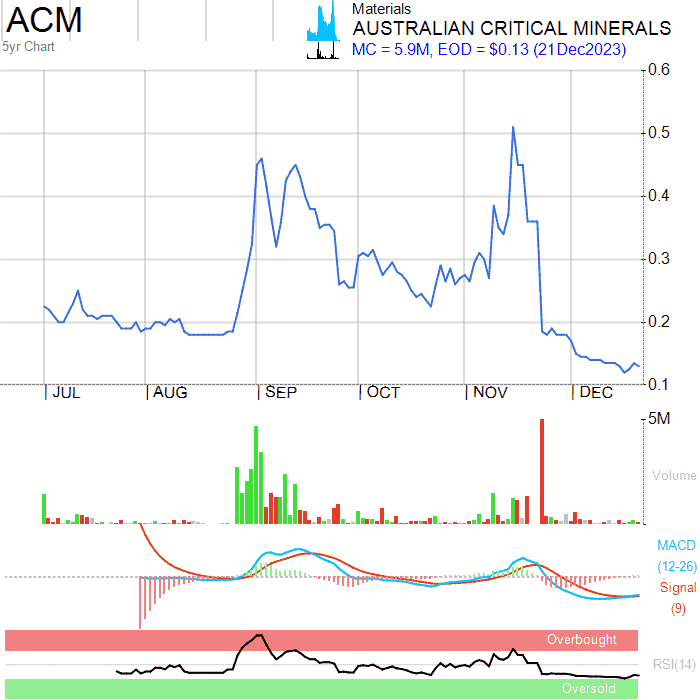 ACM
5yr Chart
Materials
AUSTRALIAN CRITICAL MINERALS
MC = 5.9M, EOD = $0.13 (21Dec2023)
0.6
0.5
0.4
0.3
0.2
0.1
JUL AUG SEP OCT NOV DEC
5M
Volume
MACD
(12-26)
Signal
(9)
Overbought
RSI(14)
Oversold